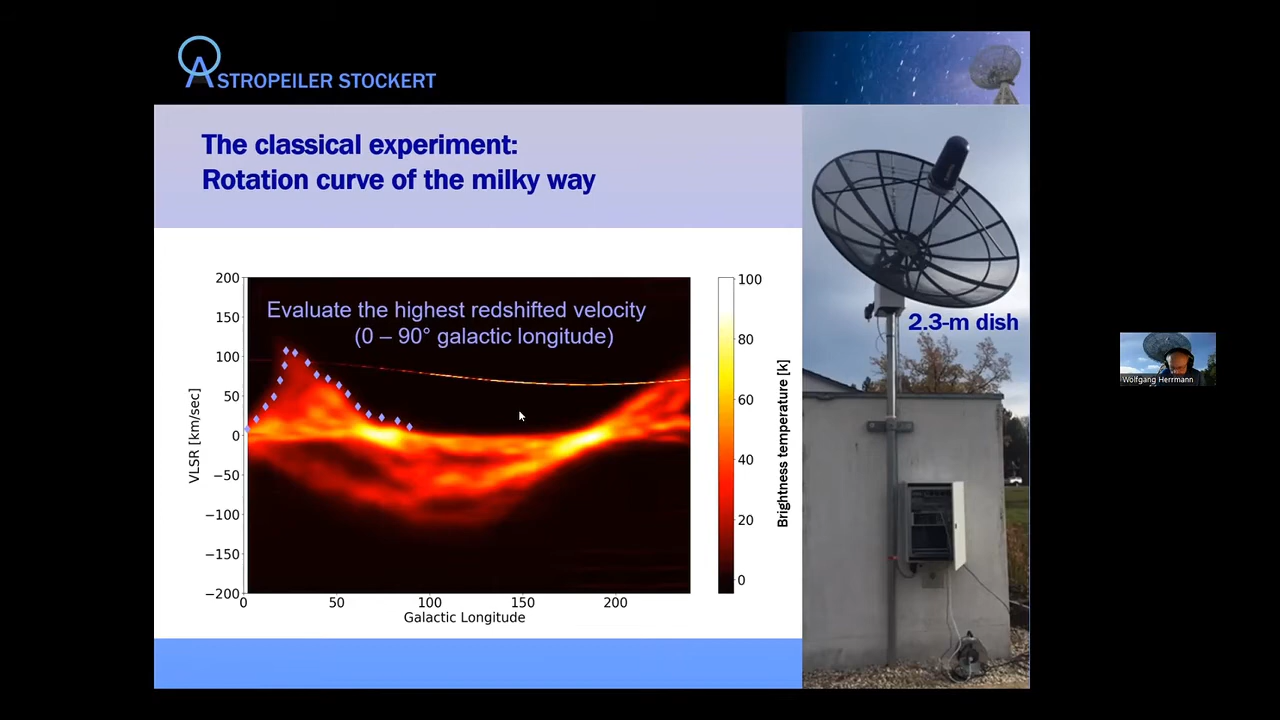 ASTROPEILER STOCKERT
The classical experiment:
Rotation curve of the milky way
Evaluate the highest redshifted velocity
(0 – 90° galactic longitude)
200
150
100
50
0
−50
−100
−150
−200
VLSR [km/sec]
0
50
100
150
200
Galactic Longitude
100
80
60
40
20
0
Brightness temperature [k]
2.3-m dish
Wolfgang Herrmann